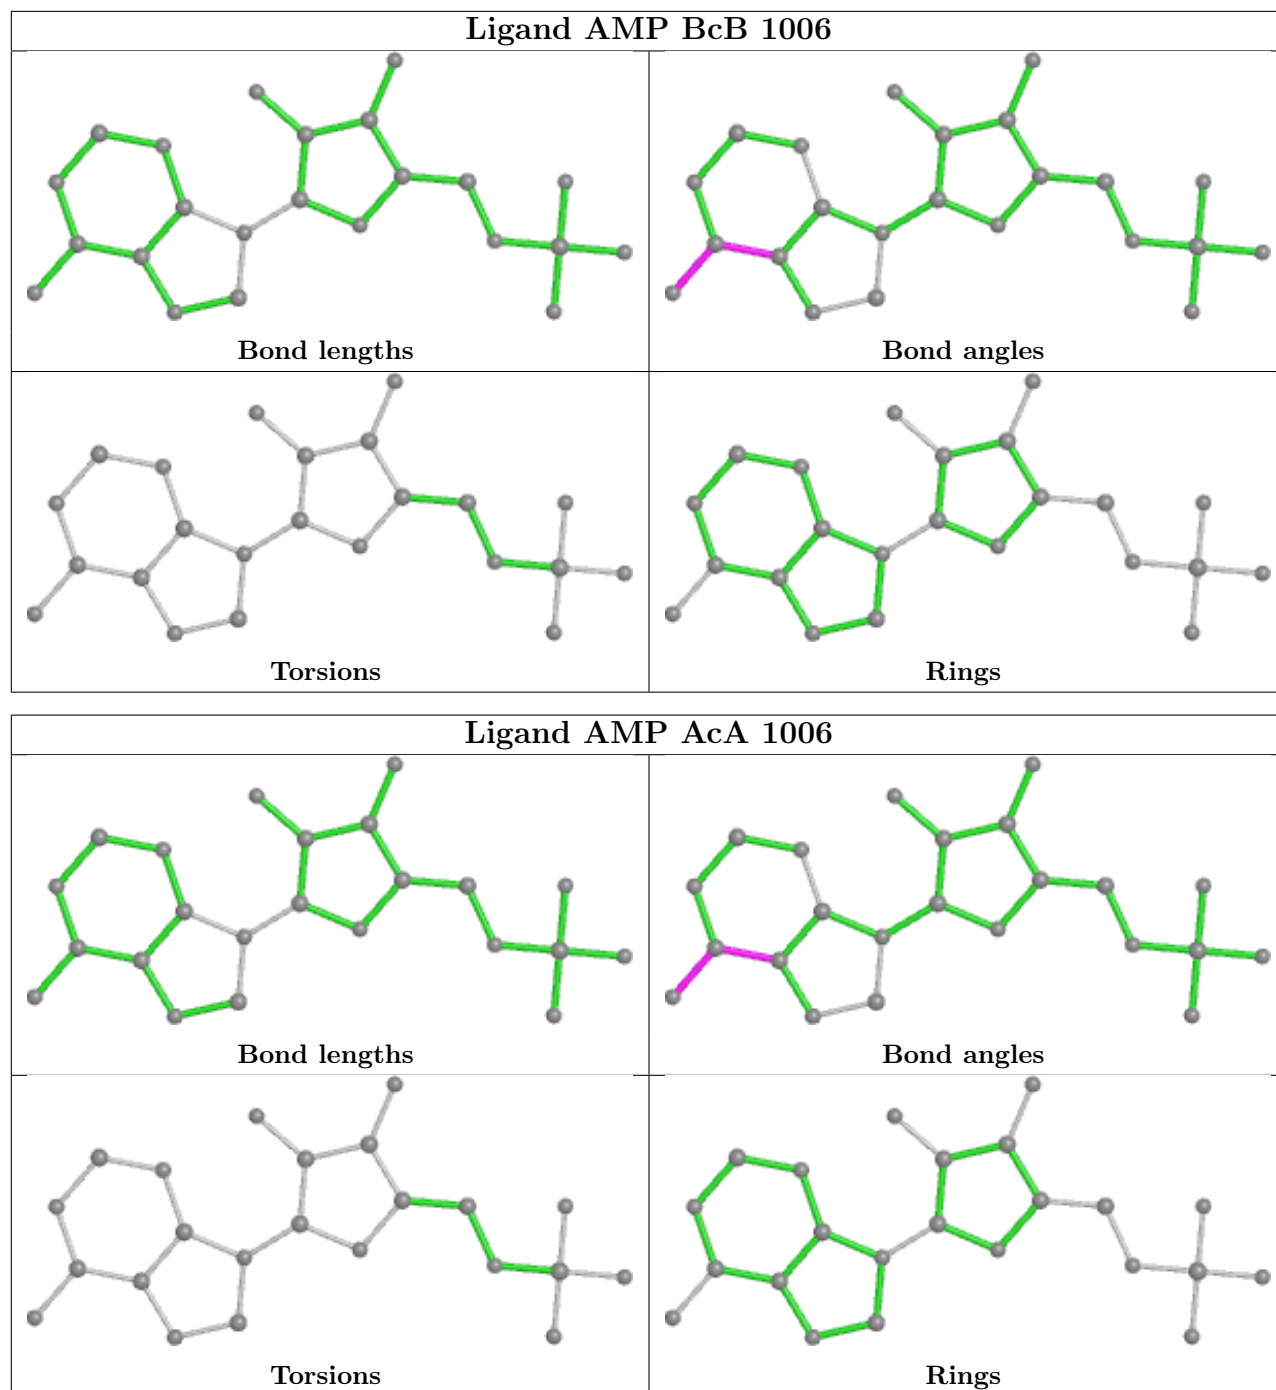 Ligand AMP BcB 1006
Bond lengths
Bond angles
Torsions
Rings
Ligand AMP AcA 1006
Bond lengths
Bond angles
Torsions
Rings